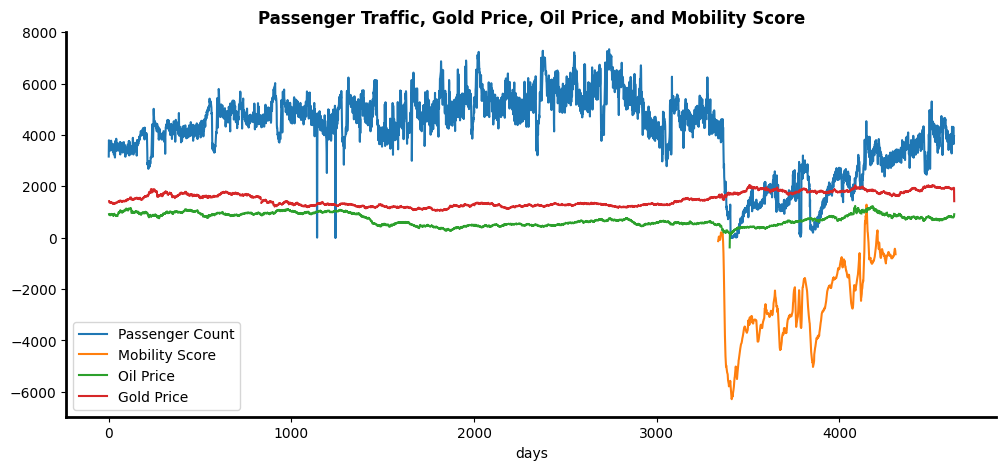 Passenger Traffic, Gold Price, Oil Price, and Mobility Score
8000
6000
4000
2000
0
−2000
−4000
−6000
Passenger Count
Mobility Score
Oil Price
Gold Price
0 1000 2000 3000 4000
days